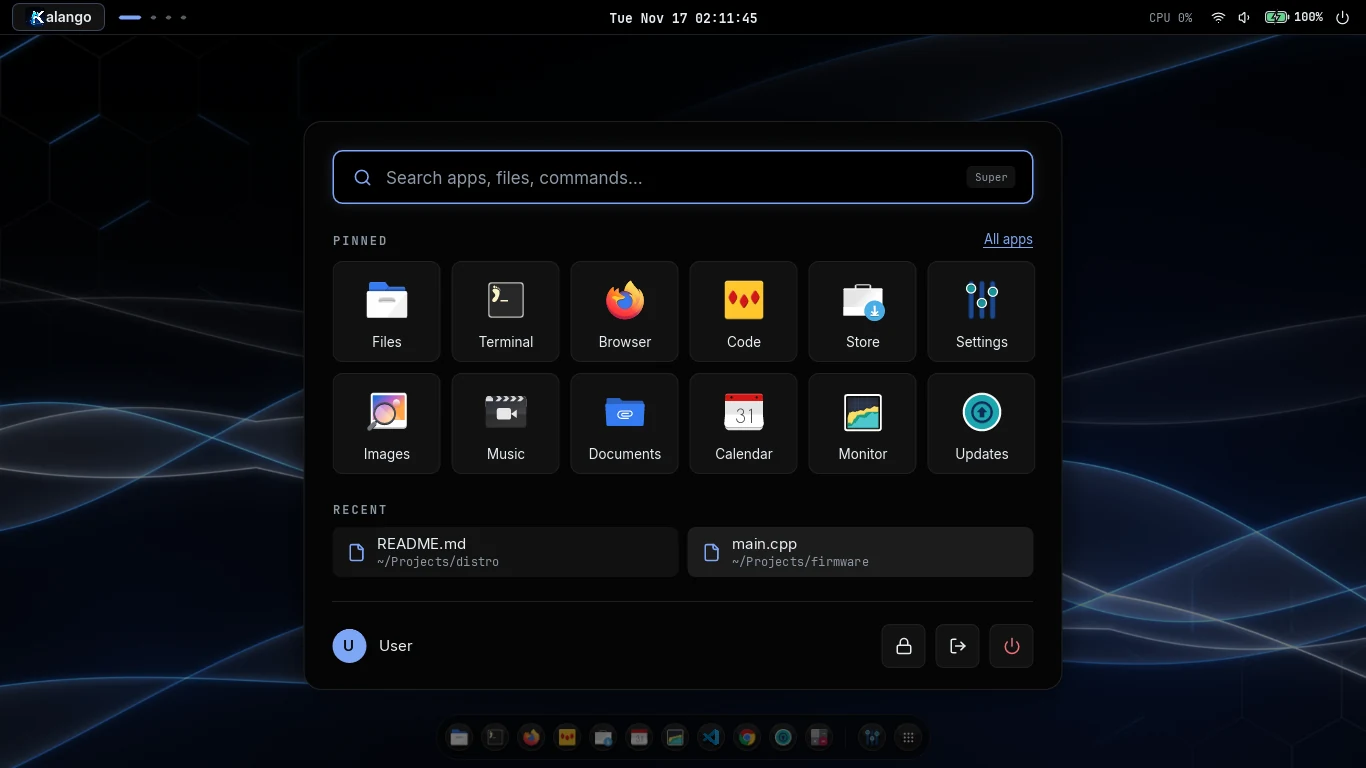 Kalango
Tue Nov 17 02:11:45
CPU 0%
100%
Search apps, files, commands...
Super
PINNED
All apps
Files
Terminal
Browser
Code
Store
Settings
31
Images
Music
Documents
Calendar
Monitor
Updates
RECENT
README.md
~/Projects/distro
main.cpp
~/Projects/firmware
U
User